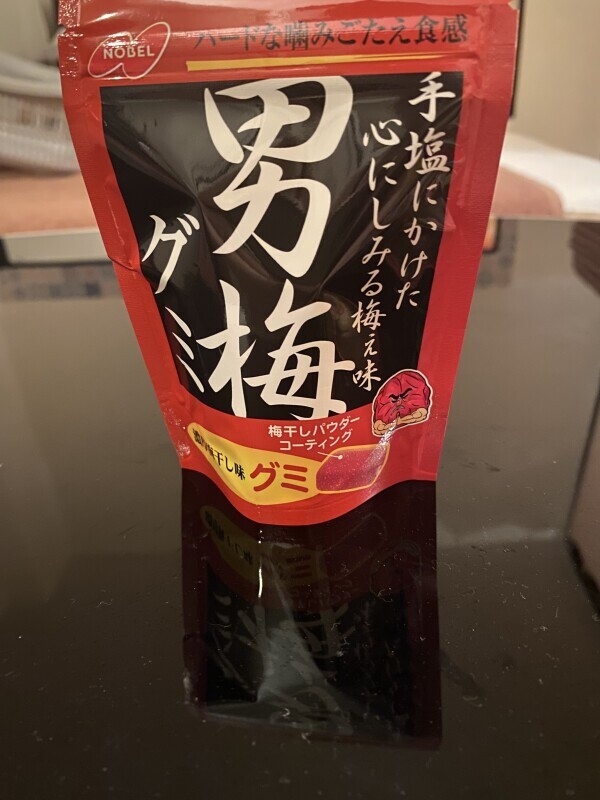 NOBEL
ハードな噛みごたえ食感
手塩にかけた
心にしみる梅ぇ味
男梅
グミ
梅干しパウダー
コーティング
干し味
グミ